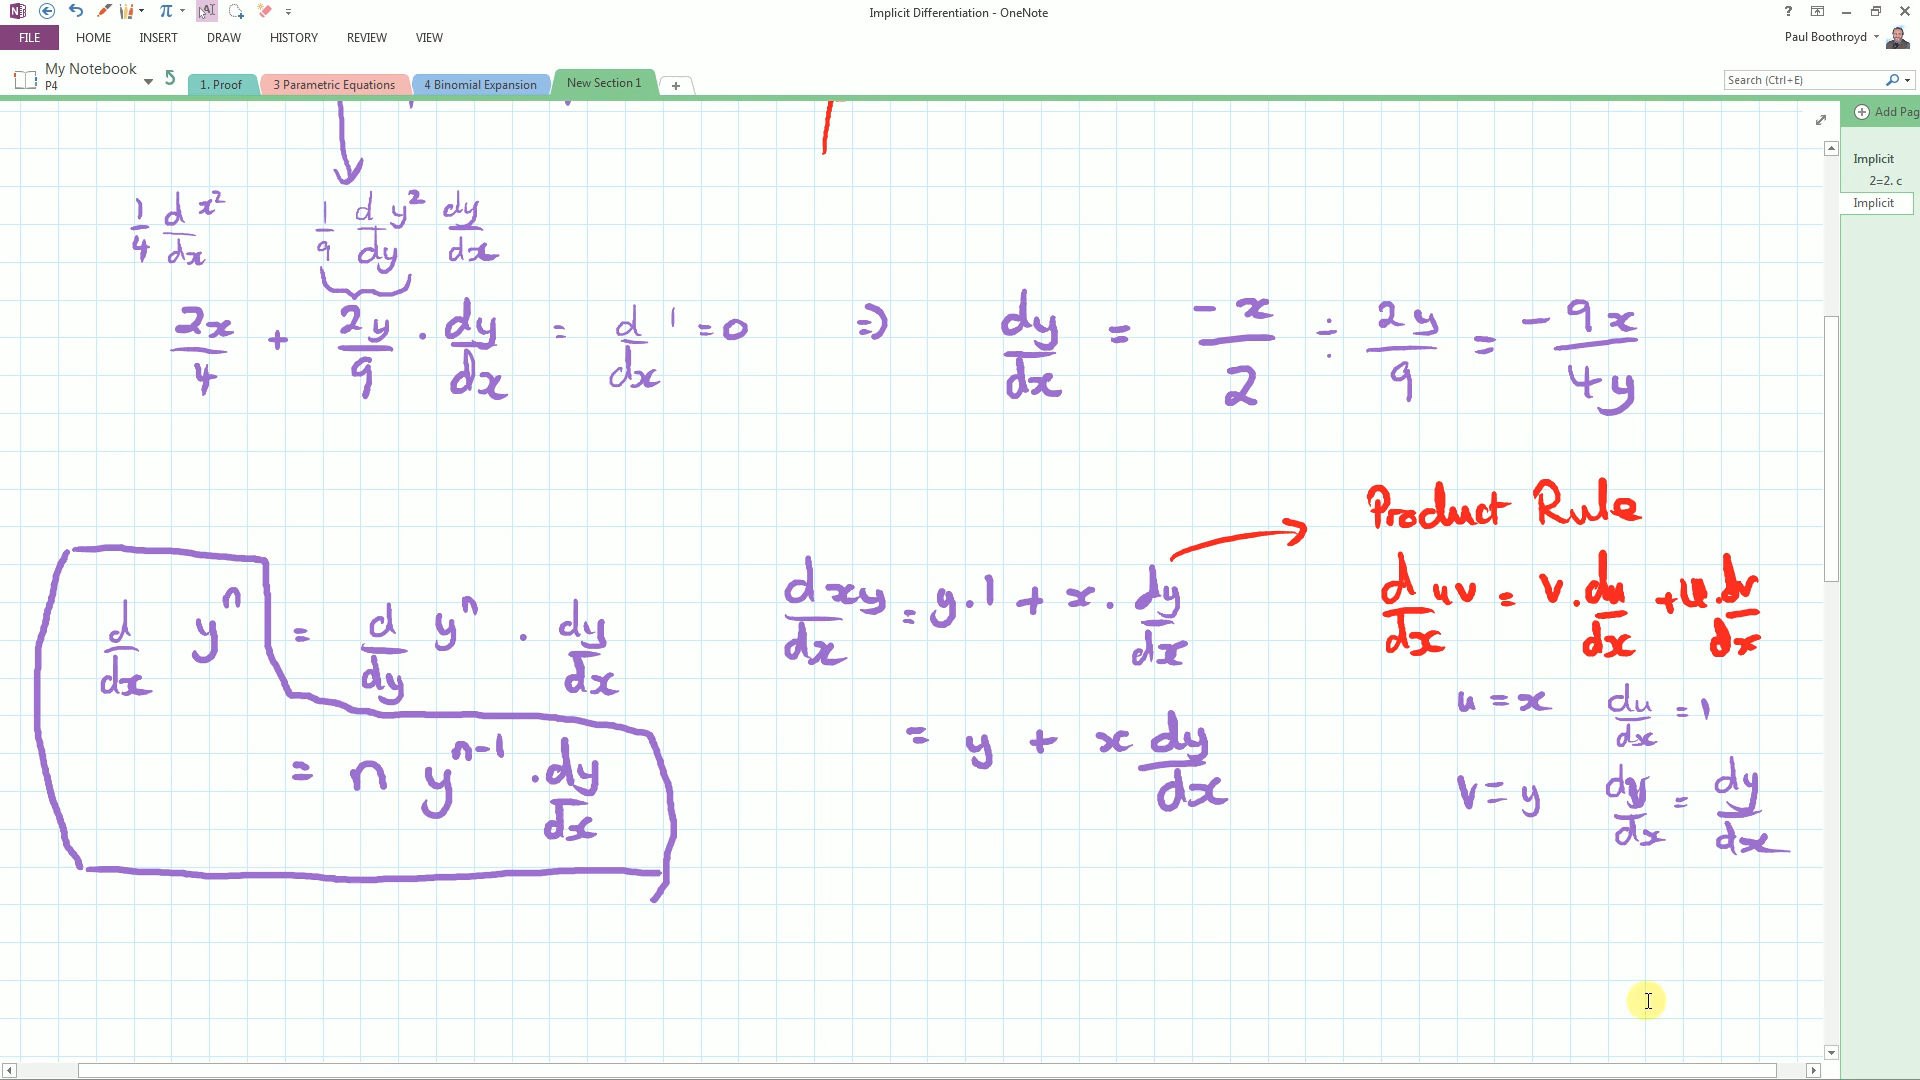 Implicit Differentiation - OneNote
FILE HOME INSERT DRAW HISTORY REVIEW VIEW
Paul Boothroyd
My Notebook
P4
1. Proof
3 Parametric Equations
4 Binomial Expansion
New Section 1
Search (Ctrl+E)
Add Pag
Implicit
2=2. c
Implicit
1/4 d/dx x² 1/9 d/dy y² dy/dx
2x/4 + 2y/9 . dy/dx = d/dx 1 = 0 ⇒ dy/dx = -x/2 ÷ 2y/9 = -9x/4y
Product Rule
d/dx yⁿ = d/dy yⁿ . dy/dx
= n yⁿ⁻¹ . dy/dx
d/dx xy = y.1 + x . dy/dx
= y + x dy/dx
d/dx uv = v . du/dx + u . dv/dx
u = x du/dx = 1
v = y dv/dx = dy/dx